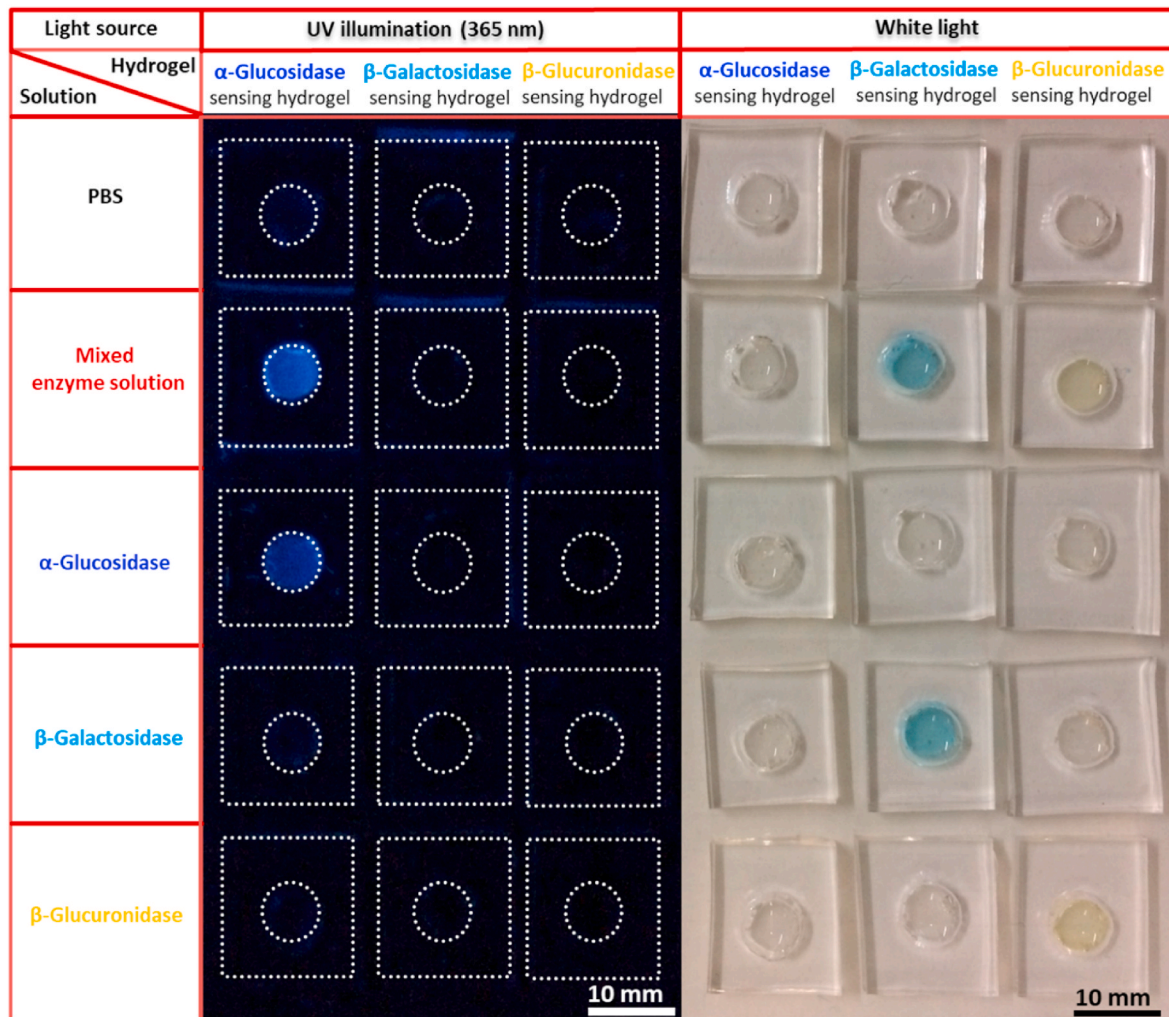 Light source
UV illumination (365 nm)
White light
Hydrogel
Solution
α-Glucosidase
sensing hydrogel
β-Galactosidase
sensing hydrogel
β-Glucuronidase
sensing hydrogel
α-Glucosidase
sensing hydrogel
β-Galactosidase
sensing hydrogel
β-Glucuronidase
sensing hydrogel
PBS
Mixed
enzyme solution
α-Glucosidase
β-Galactosidase
β-Glucuronidase
10 mm
10 mm